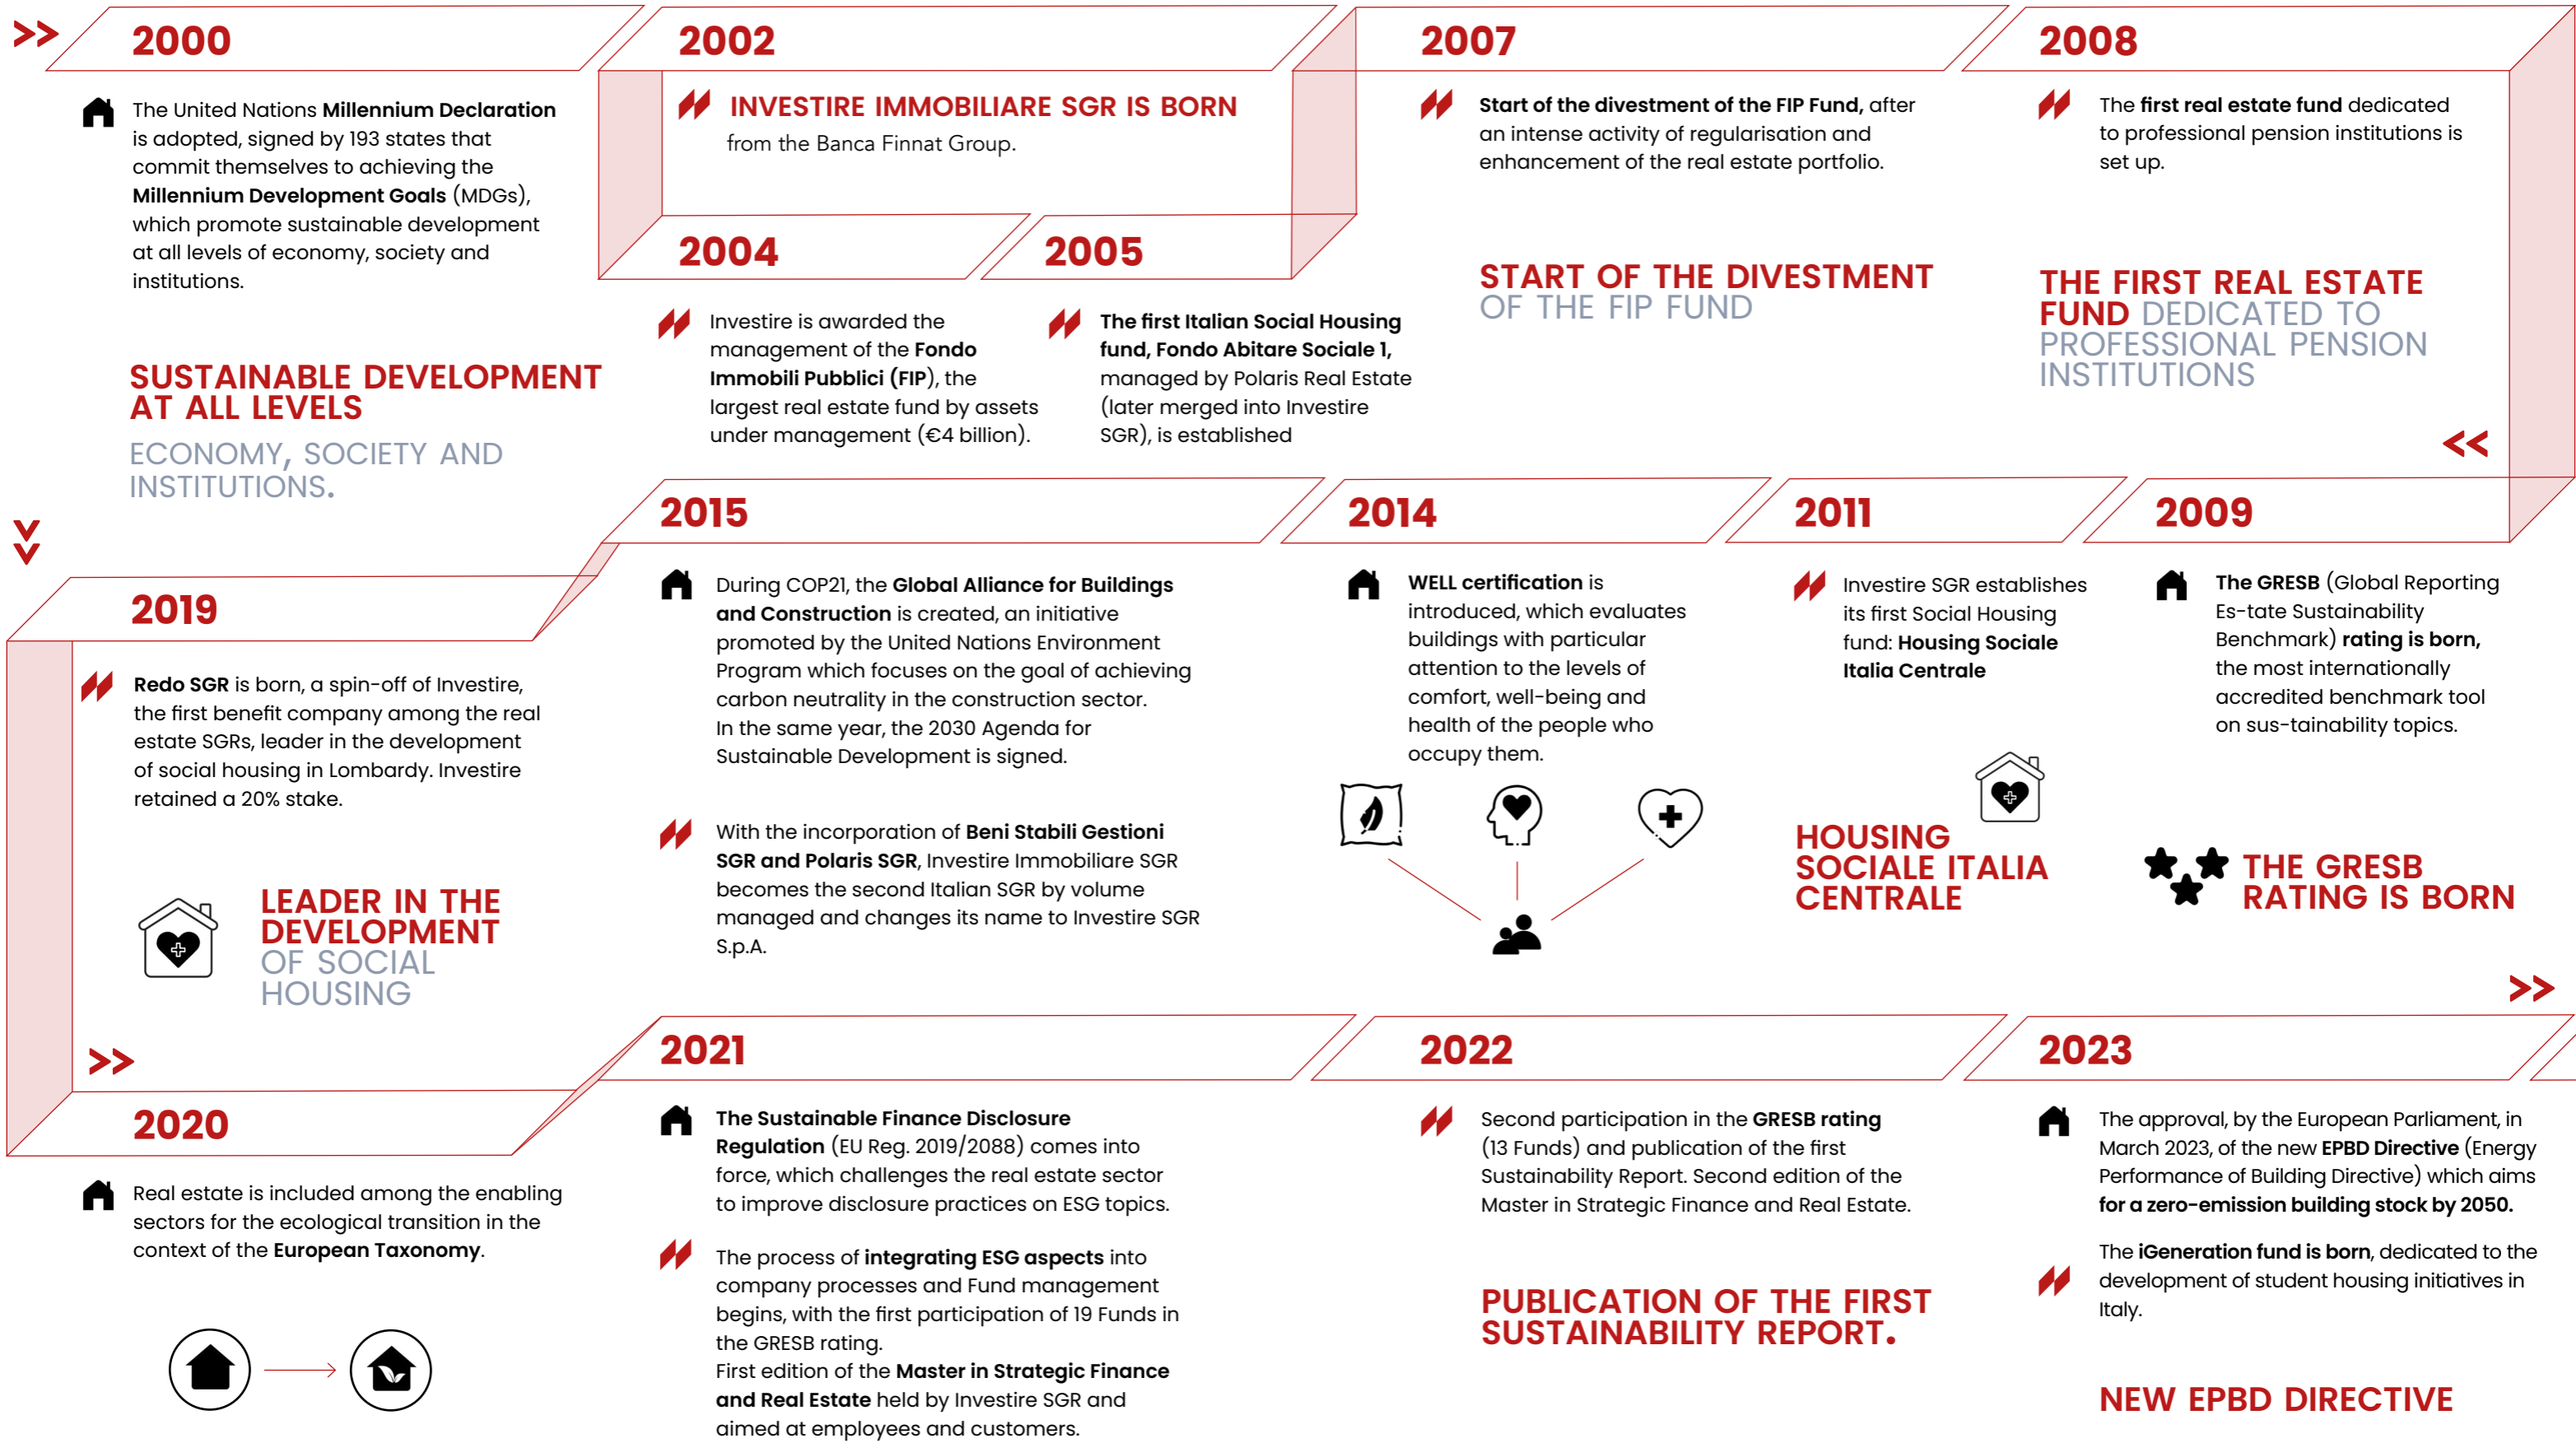 2000
The United Nations Millennium Declaration
is adopted, signed by 193 states that
commit themselves to achieving the
Millennium Development Goals (MDGs),
which promote sustainable development
at all levels of economy, society and
institutions.
SUSTAINABLE DEVELOPMENT
AT ALL LEVELS
ECONOMY, SOCIETY AND
INSTITUTIONS.
2002
INVESTIRE IMMOBILIARE SGR IS BORN
from the Banca Finnat Group.
2004
Investire is awarded the
management of the Fondo
Immobili Pubblici (FIP), the
largest real estate fund by assets
under management (€4 billion).
2005
The first Italian Social Housing
fund, Fondo Abitare Sociale 1,
managed by Polaris Real Estate
(later merged into Investire
SGR), is established
2007
Start of the divestment of the FIP Fund, after
an intense activity of regularisation and
enhancement of the real estate portfolio.
START OF THE DIVESTMENT
OF THE FIP FUND
2008
The first real estate fund dedicated
to professional pension institutions is
set up.
THE FIRST REAL ESTATE
FUND DEDICATED TO
PROFESSIONAL PENSION
INSTITUTIONS
2009
The GRESB (Global Reporting
Es-tate Sustainability
Benchmark) rating is born,
the most internationally
accredited benchmark tool
on sus-tainability topics.
THE GRESB
RATING IS BORN
2011
Investire SGR establishes
its first Social Housing
fund: Housing Sociale
Italia Centrale
HOUSING
SOCIALE ITALIA
CENTRALE
2014
WELL certification is
introduced, which evaluates
buildings with particular
attention to the levels of
comfort, well-being and
health of the people who
occupy them.
2015
During COP21, the Global Alliance for Buildings
and Construction is created, an initiative
promoted by the United Nations Environment
Program which focuses on the goal of achieving
carbon neutrality in the construction sector.
In the same year, the 2030 Agenda for
Sustainable Development is signed.
With the incorporation of Beni Stabili Gestioni
SGR and Polaris SGR, Investire Immobiliare SGR
becomes the second Italian SGR by volume
managed and changes its name to Investire SGR
S.p.A.
2019
Redo SGR is born, a spin-off of Investire,
the first benefit company among the real
estate SGRs, leader in the development
of social housing in Lombardy. Investire
retained a 20% stake.
LEADER IN THE
DEVELOPMENT
OF SOCIAL
HOUSING
2020
Real estate is included among the enabling
sectors for the ecological transition in the
context of the European Taxonomy.
2021
The Sustainable Finance Disclosure
Regulation (EU Reg. 2019/2088) comes into
force, which challenges the real estate sector
to improve disclosure practices on ESG topics.
The process of integrating ESG aspects into
company processes and Fund management
begins, with the first participation of 19 Funds in
the GRESB rating.
First edition of the Master in Strategic Finance
and Real Estate held by Investire SGR and
aimed at employees and customers.
2022
Second participation in the GRESB rating
(13 Funds) and publication of the first
Sustainability Report. Second edition of the
Master in Strategic Finance and Real Estate.
PUBLICATION OF THE FIRST
SUSTAINABILITY REPORT.
2023
The approval, by the European Parliament, in
March 2023, of the new EPBD Directive (Energy
Performance of Building Directive) which aims
for a zero-emission building stock by 2050.
The iGeneration fund is born, dedicated to the
development of student housing initiatives in
Italy.
NEW EPBD DIRECTIVE